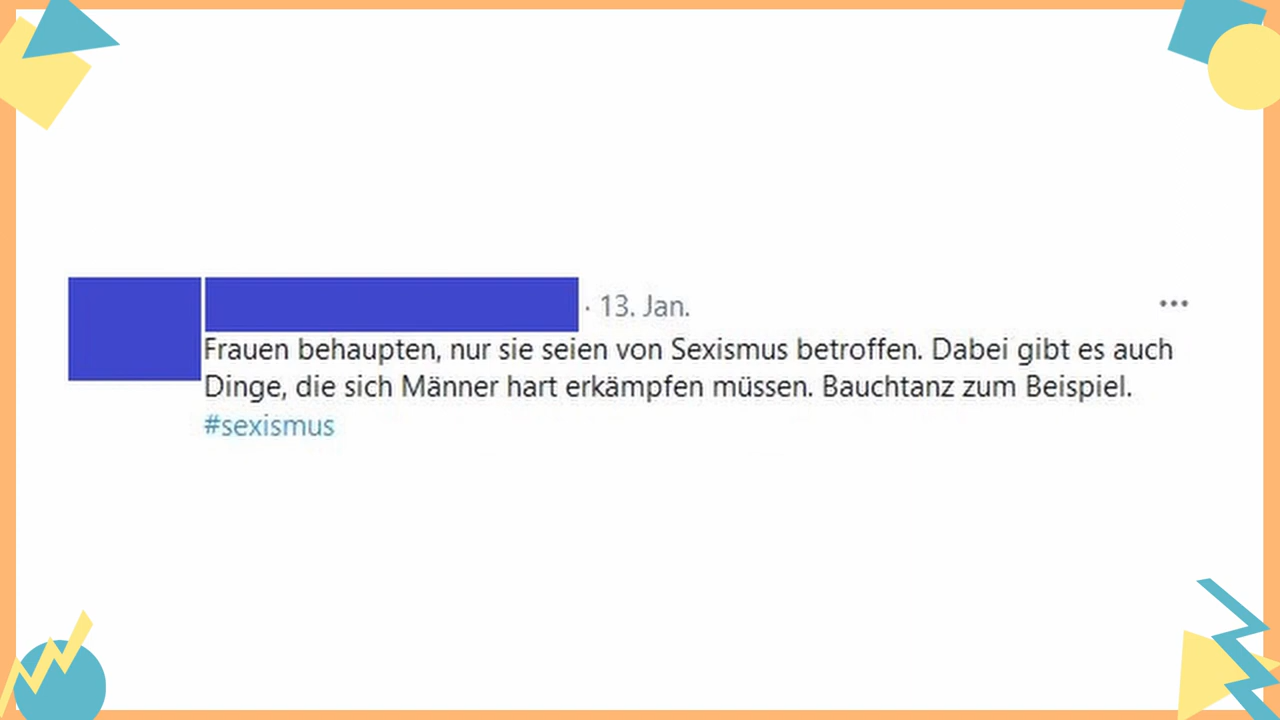 · 13. Jan.
Frauen behaupten, nur sie seien von Sexismus betroffen. Dabei gibt es auch
Dinge, die sich Männer hart erkämpfen müssen. Bauchtanz zum Beispiel.
#sexismus